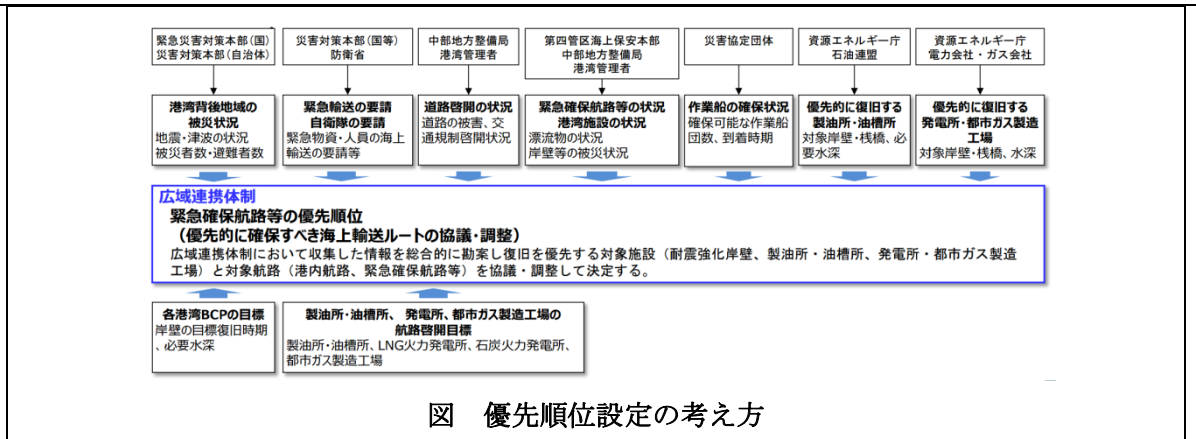 緊急災害対策本部(国)
災害対策本部(自治体)
災害対策本部(国等)
防衛省
中部地方整備局
港湾管理者
第四管区海上保安本部
中部地方整備局
港湾管理者
災害協定団体
資源エネルギー庁
石油連盟
資源エネルギー庁
電力会社・ガス会社
港湾背後地域の
被災状況
地震・津波の状況
被災者数・避難者数
緊急輸送の要請
自衛隊の要請
緊急物資・人員の海上
輸送の要請等
道路啓開の状況
道路の被害、交
通規制啓開状況
緊急確保航路等の状況
港湾施設の状況
漂流物の状況
岸壁等の被災状況
作業船の確保状況
確保可能な作業船
団数、到着時期
優先的に復旧する
製油所・油槽所
対象岸壁・桟橋、必
要水深
優先的に復旧する
発電所・都市ガス製造
工場
対象岸壁・桟橋、水深
広域連携体制
緊急確保航路等の優先順位
(優先的に確保すべき海上輸送ルートの協議・調整)
広域連携体制において収集した情報を総合的に勘案し復旧を優先する対象施設（耐震強化岸壁、製油所・油槽所、発電所・都市ガス製造
工場）と対象航路（港内航路、緊急確保航路等）を協議・調整して決定する。
各港湾BCPの目標
岸壁の目標復旧時期
、必要水深
製油所・油槽所、 発電所、都市ガス製造工場の
航路啓開目標
製油所・油槽所、LNG火力発電所、石炭火力発電所、
都市ガス製造工場
図　優先順位設定の考え方